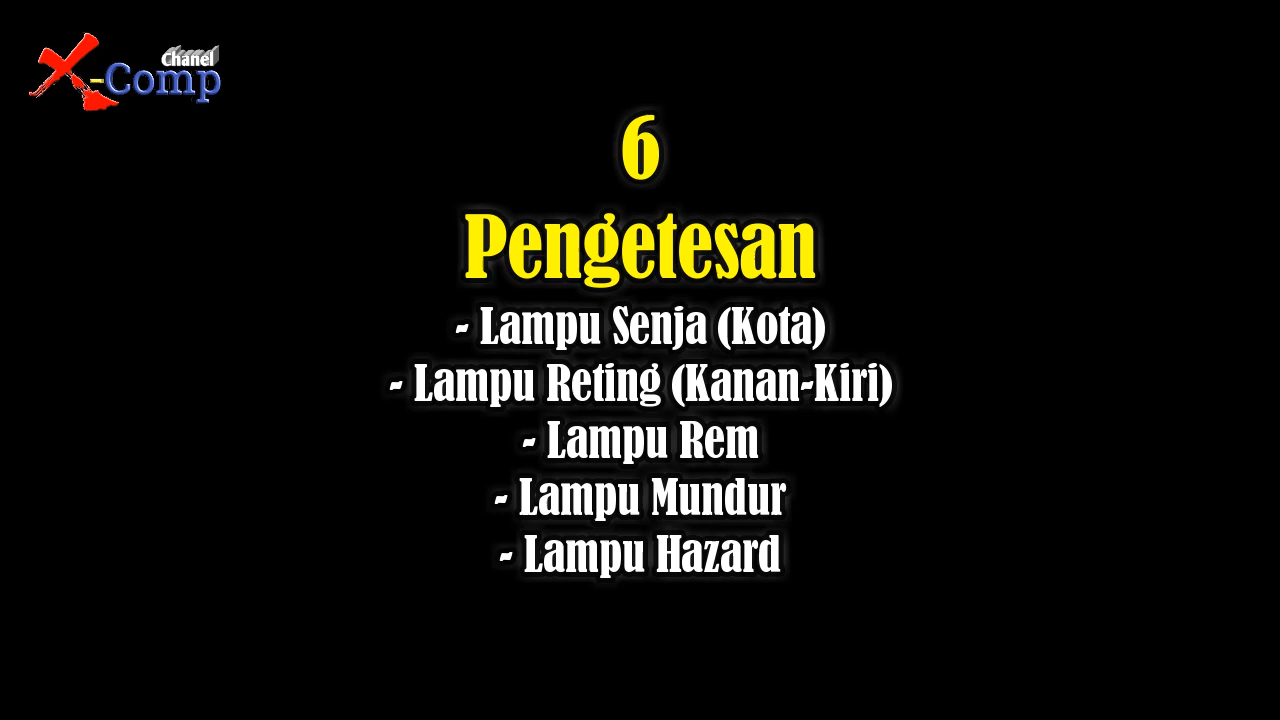 Chanel
X-Comp
6
Pengetesan
- Lampu Senja (Kota)
- Lampu Reting (Kanan-Kiri)
- Lampu Rem
- Lampu Mundur
- Lampu Hazard